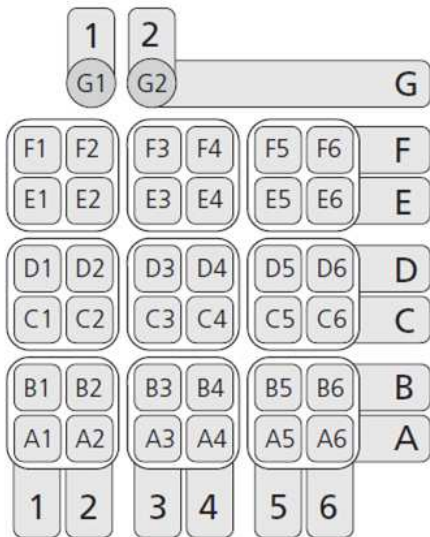 1 2
G1 G2 G
F1 F2 F3 F4 F5 F6 F
E1 E2 E3 E4 E5 E6 E
D1 D2 D3 D4 D5 D6 D
C1 C2 C3 C4 C5 C6 C
B1 B2 B3 B4 B5 B6 B
A1 A2 A3 A4 A5 A6 A
1 2 3 4 5 6